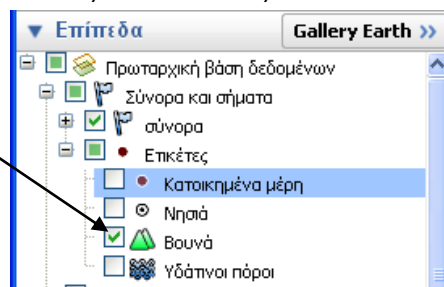 Επίπεδα Gallery Earth >>
Πρωταρχική βάση δεδομένων
Σύνορα και σήματα
σύνορα
Ετικέτες
Κατοικημένα μέρη
Νησιά
Βουνά
Υδάτινοι πόροι